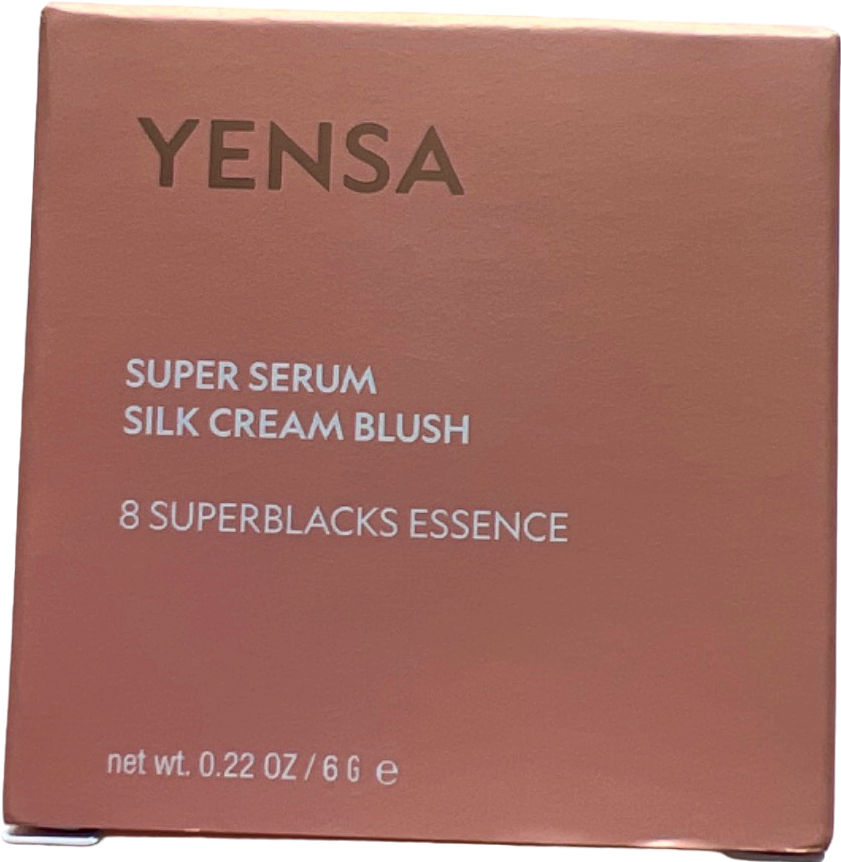 YENSA
SUPER SERUM
SILK CREAM BLUSH
8 SUPERBLACKS ESSENCE
net wt. 0.22 OZ / 6 G ℮